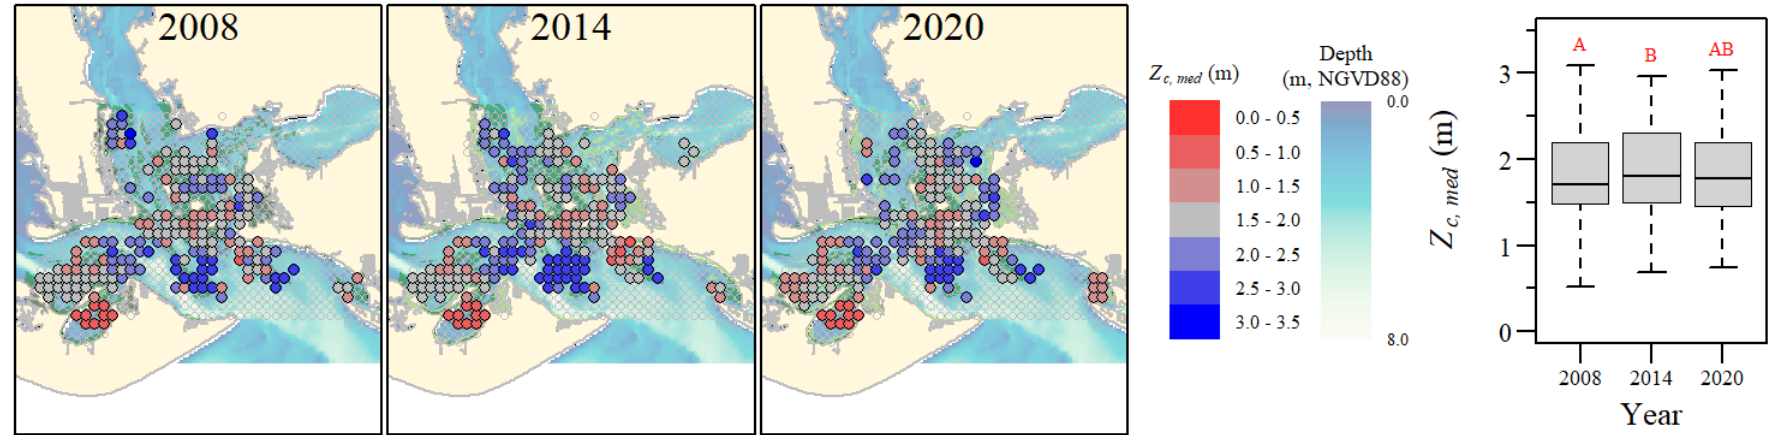 2008
2014
2020
Zc, med (m)
0.0 - 0.5
0.5 - 1.0
1.0 - 1.5
1.5 - 2.0
2.0 - 2.5
2.5 - 3.0
3.0 - 3.5
Depth
(m, NGVD88)
0.0
8.0
Zc, med (m)
3
2
1
0
A
B
AB
2008
2014
2020
Year